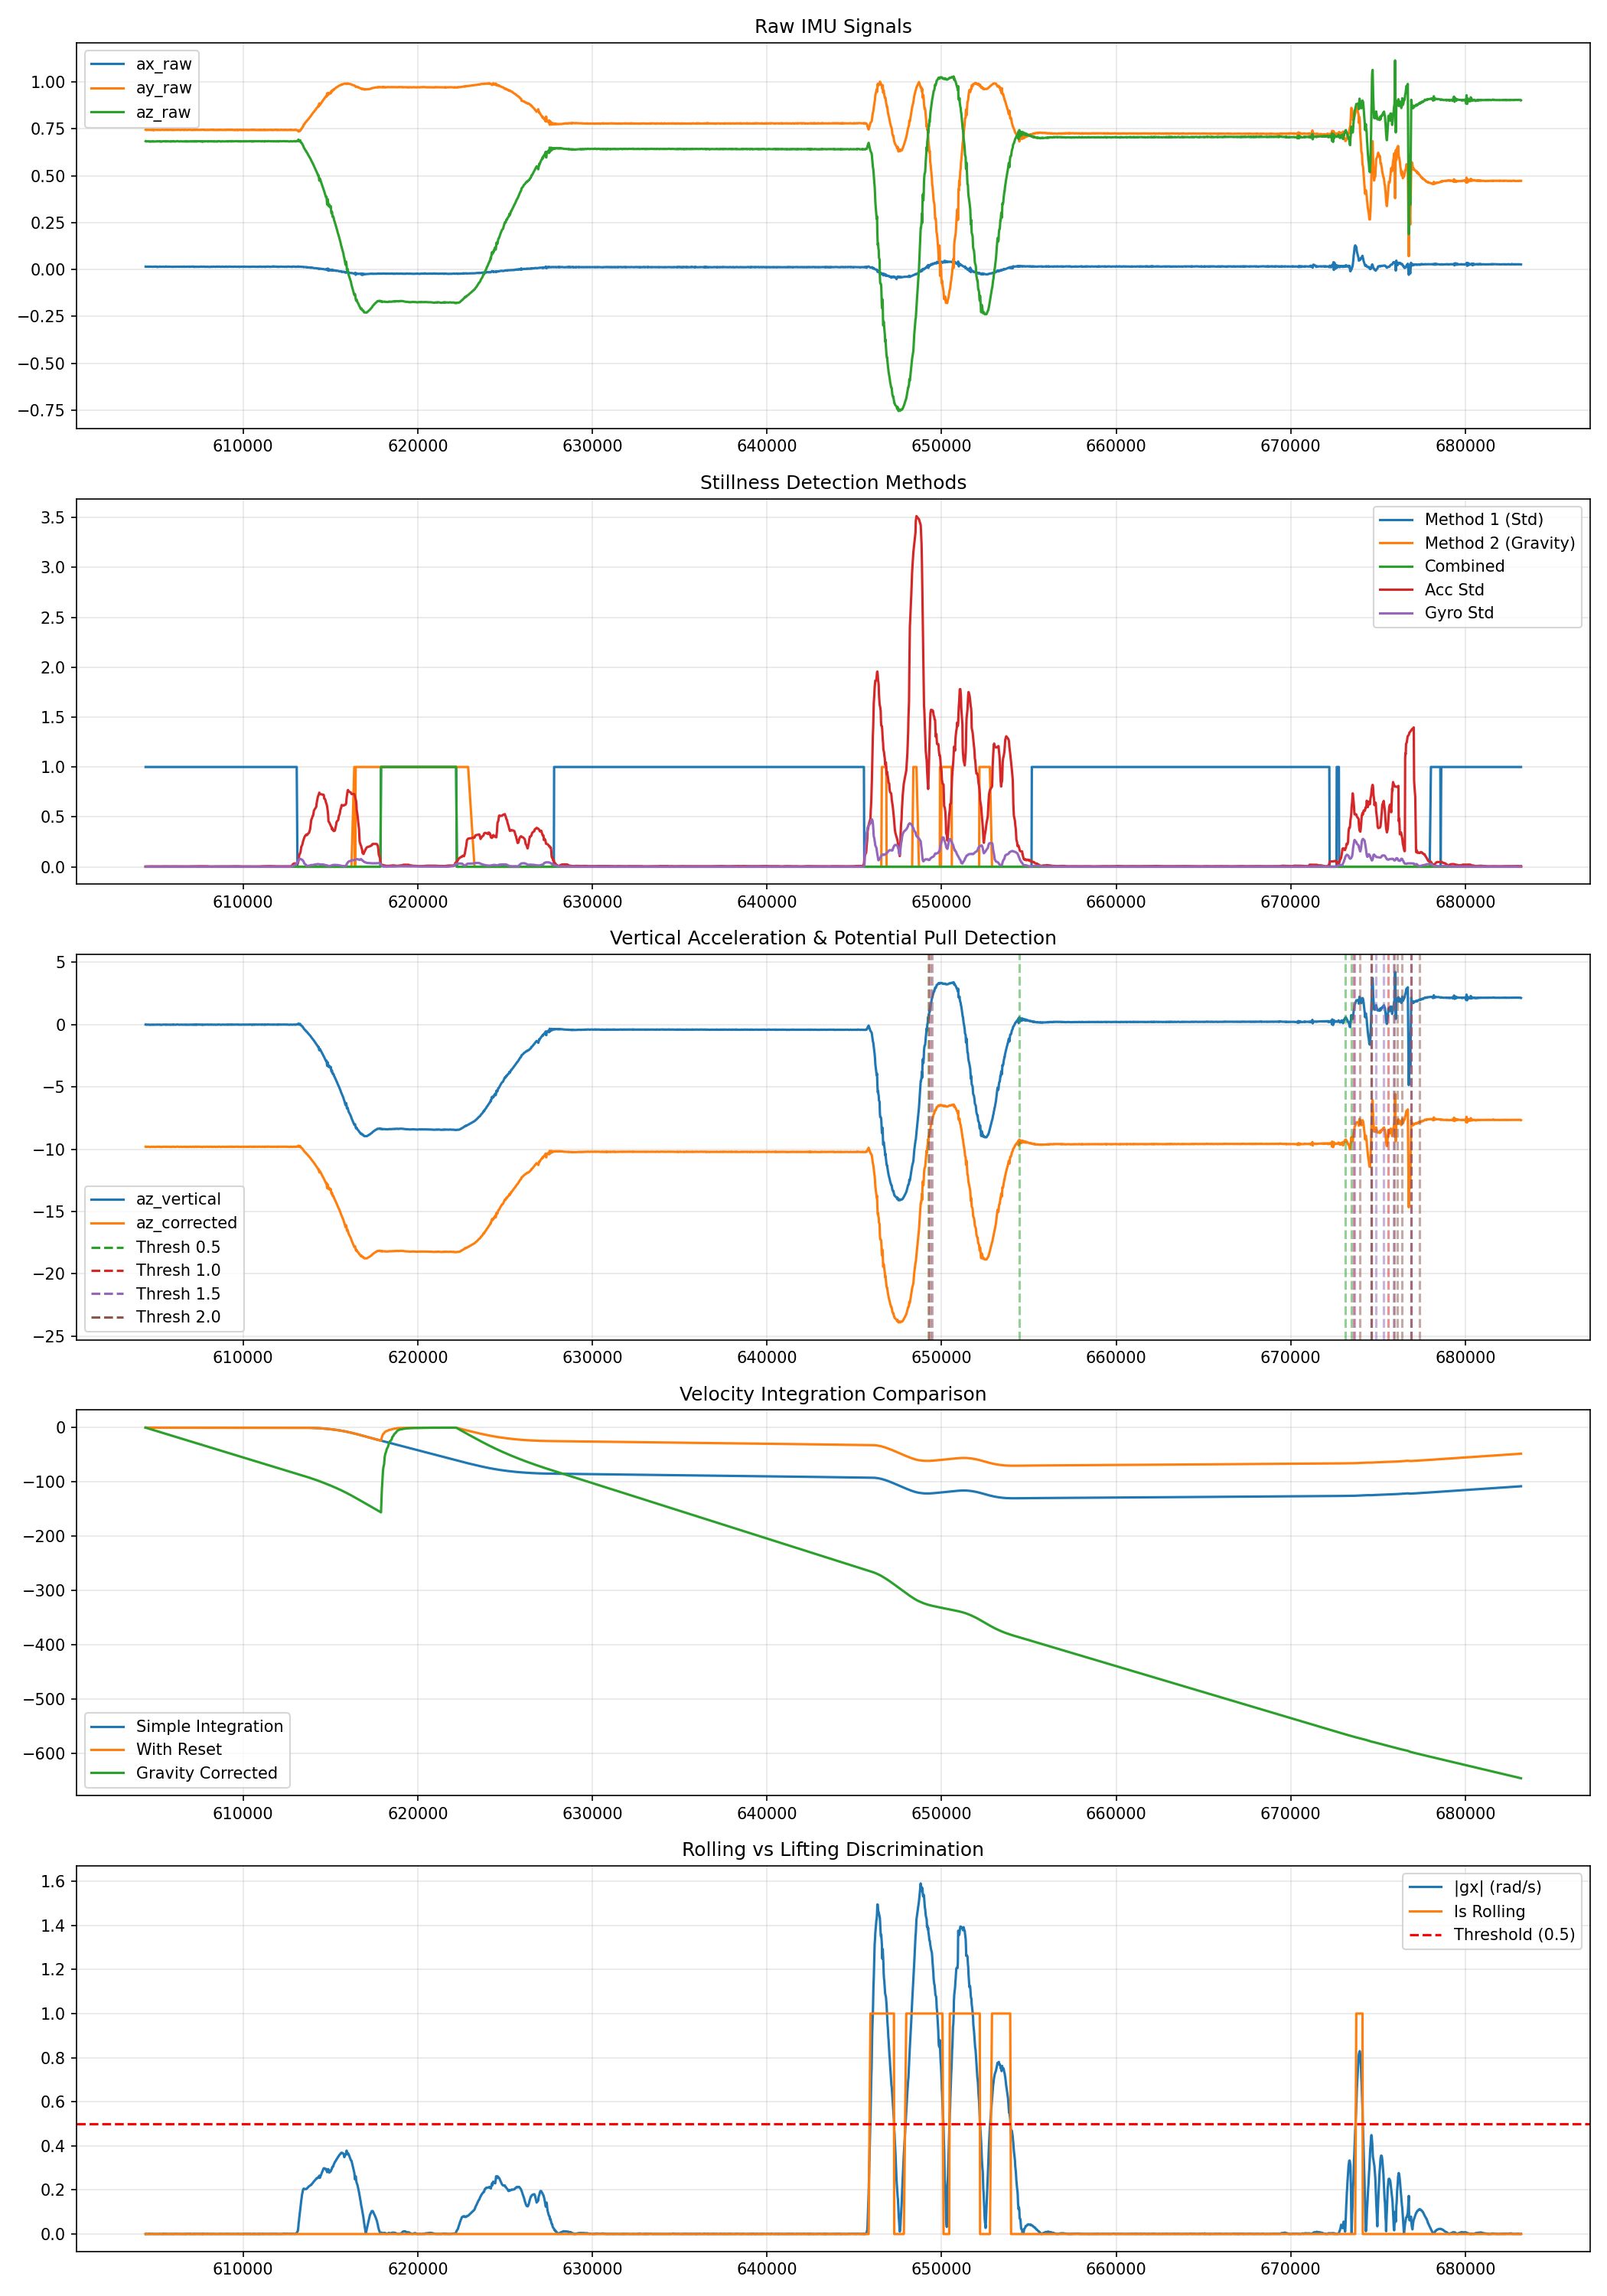 Raw IMU Signals
ax_raw
ay_raw
az_raw
1.00
0.75
0.50
0.25
0.00
−0.25
−0.50
−0.75
610000 620000 630000 640000 650000 660000 670000 680000
Stillness Detection Methods
Method 1 (Std)
Method 2 (Gravity)
Combined
Acc Std
Gyro Std
3.5
3.0
2.5
2.0
1.5
1.0
0.5
0.0
610000 620000 630000 640000 650000 660000 670000 680000
Vertical Acceleration & Potential Pull Detection
5
0
−5
−10
−15
−20
−25
az_vertical
az_corrected
Thresh 0.5
Thresh 1.0
Thresh 1.5
Thresh 2.0
610000 620000 630000 640000 650000 660000 670000 680000
Velocity Integration Comparison
0
−100
−200
−300
−400
−500
−600
Simple Integration
With Reset
Gravity Corrected
610000 620000 630000 640000 650000 660000 670000 680000
Rolling vs Lifting Discrimination
|gx| (rad/s)
Is Rolling
Threshold (0.5)
1.6
1.4
1.2
1.0
0.8
0.6
0.4
0.2
0.0
610000 620000 630000 640000 650000 660000 670000 680000